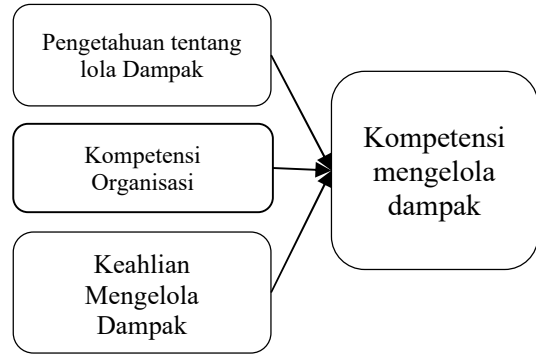 Pengetahuan tentang
lola Dampak
Kompetensi
Organisasi
Keahlian
Mengelola
Dampak
Kompetensi
mengelola
dampak